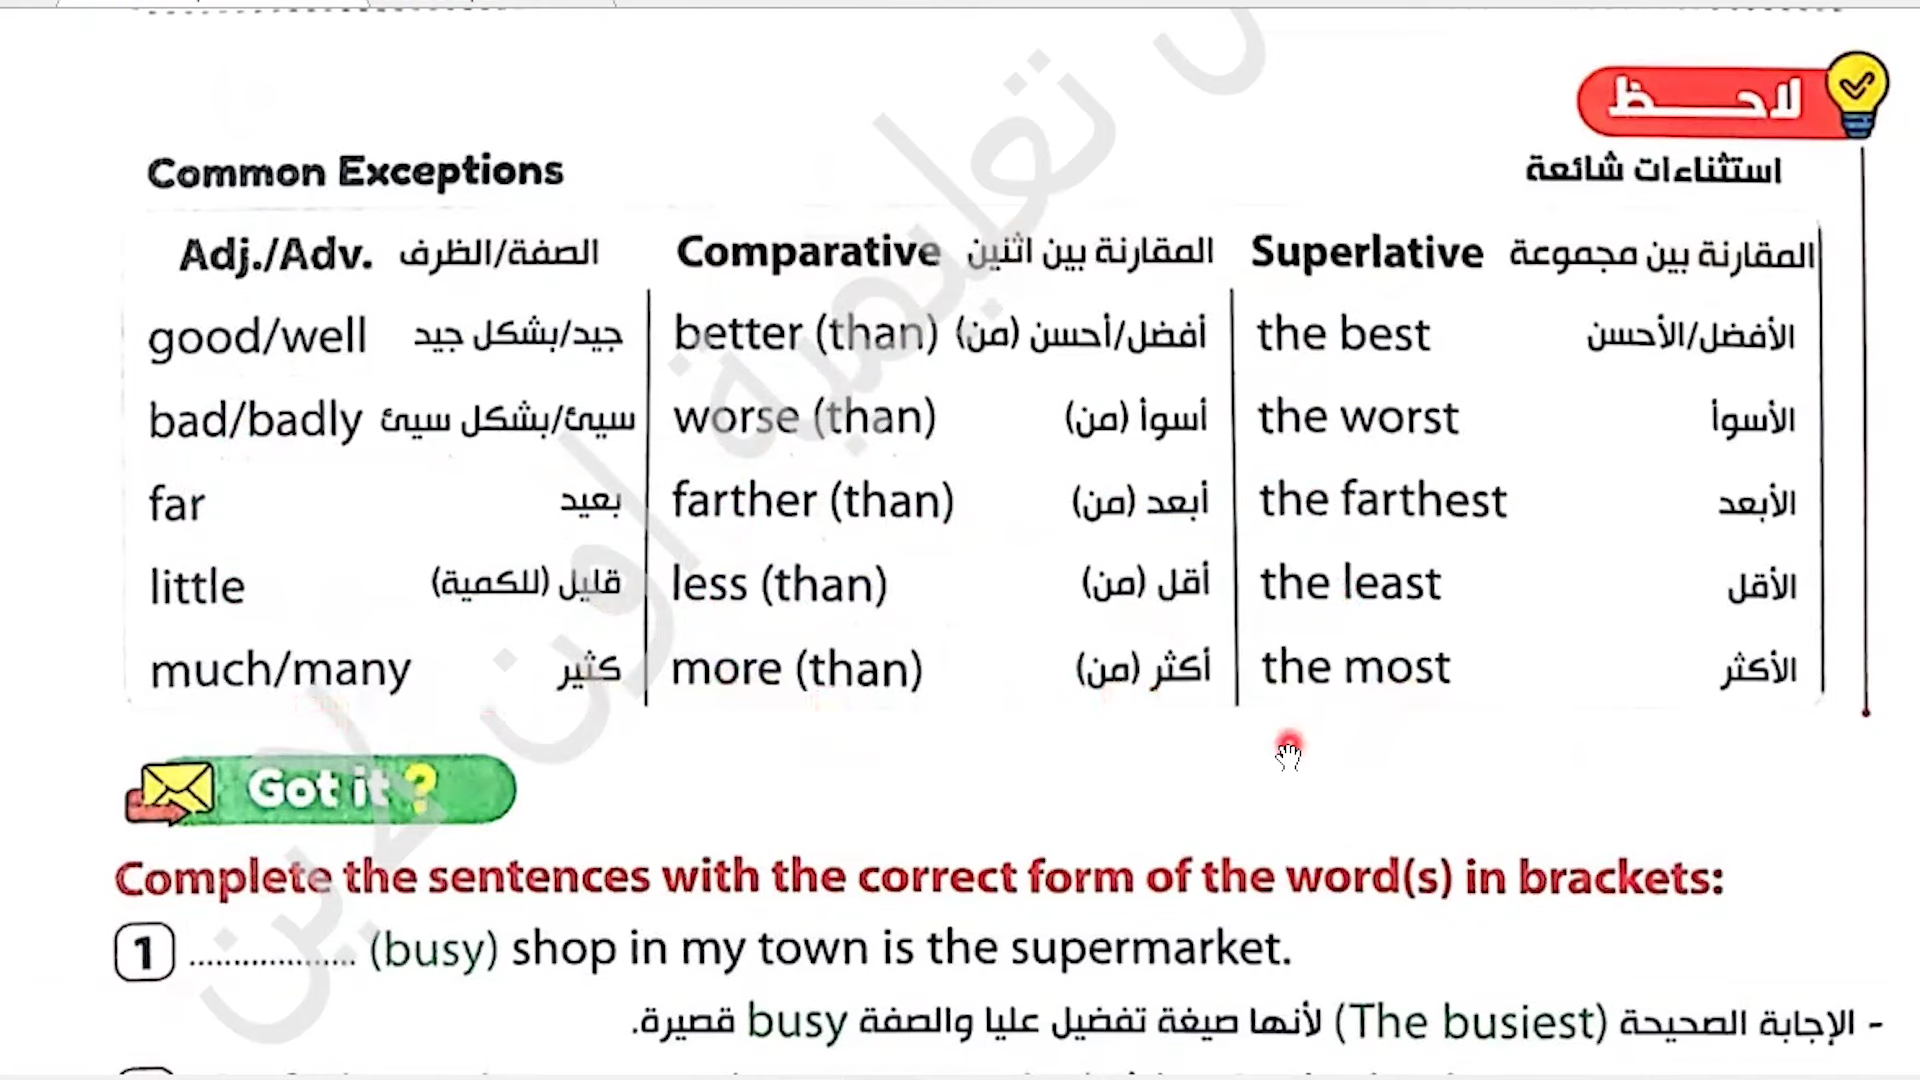 لاحظ
Common Exceptions استثناءات شائعة
Adj./Adv. الصفة/الظرف Comparative المقارنة بين اثنين Superlative المقارنة بين مجموعة
good/well جيد/بشكل جيد better (than) أفضل/أحسن (من) the best الأفضل/الأحسن
bad/badly سيئ/بشكل سيئ worse (than) أسوأ (من) the worst الأسوأ
far بعيد farther (than) أبعد (من) the farthest الأبعد
little قليل (للكمية) less (than) أقل (من) the least الأقل
much/many كثير more (than) أكثر (من) the most الأكثر
Got it ?
Complete the sentences with the correct form of the word(s) in brackets:
1 ................... (busy) shop in my town is the supermarket.
- الإجابة الصحيحة (The busiest) لأنها صيغة تفضيل عليا والصفة busy قصيرة.
تعليمية اون لاين